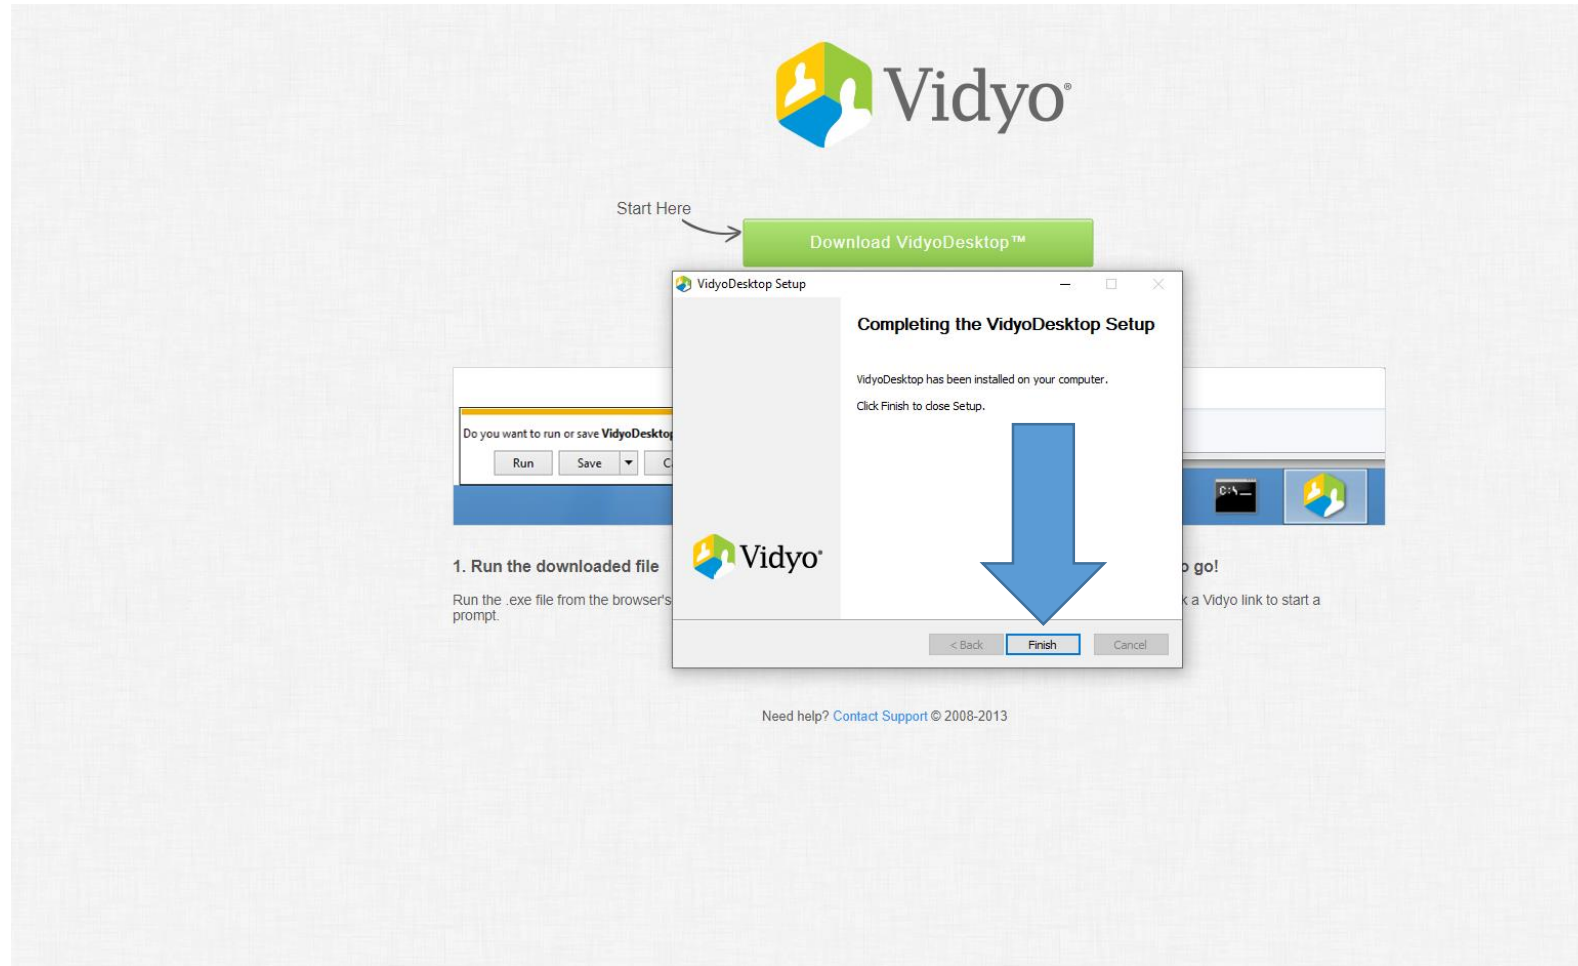 Vidyo®
Start Here
Download VidyoDesktop™
VidyoDesktop Setup
Completing the VidyoDesktop Setup
VidyoDesktop has been installed on your computer.
Click Finish to close Setup.
Do you want to run or save VidyoDesktop
Run Save
C:\_
Vidyo®
1. Run the downloaded file
Run the .exe file from the browser's
prompt.
go!
a Vidyo link to start a
< Back Finish Cancel
Need help? Contact Support © 2008-2013